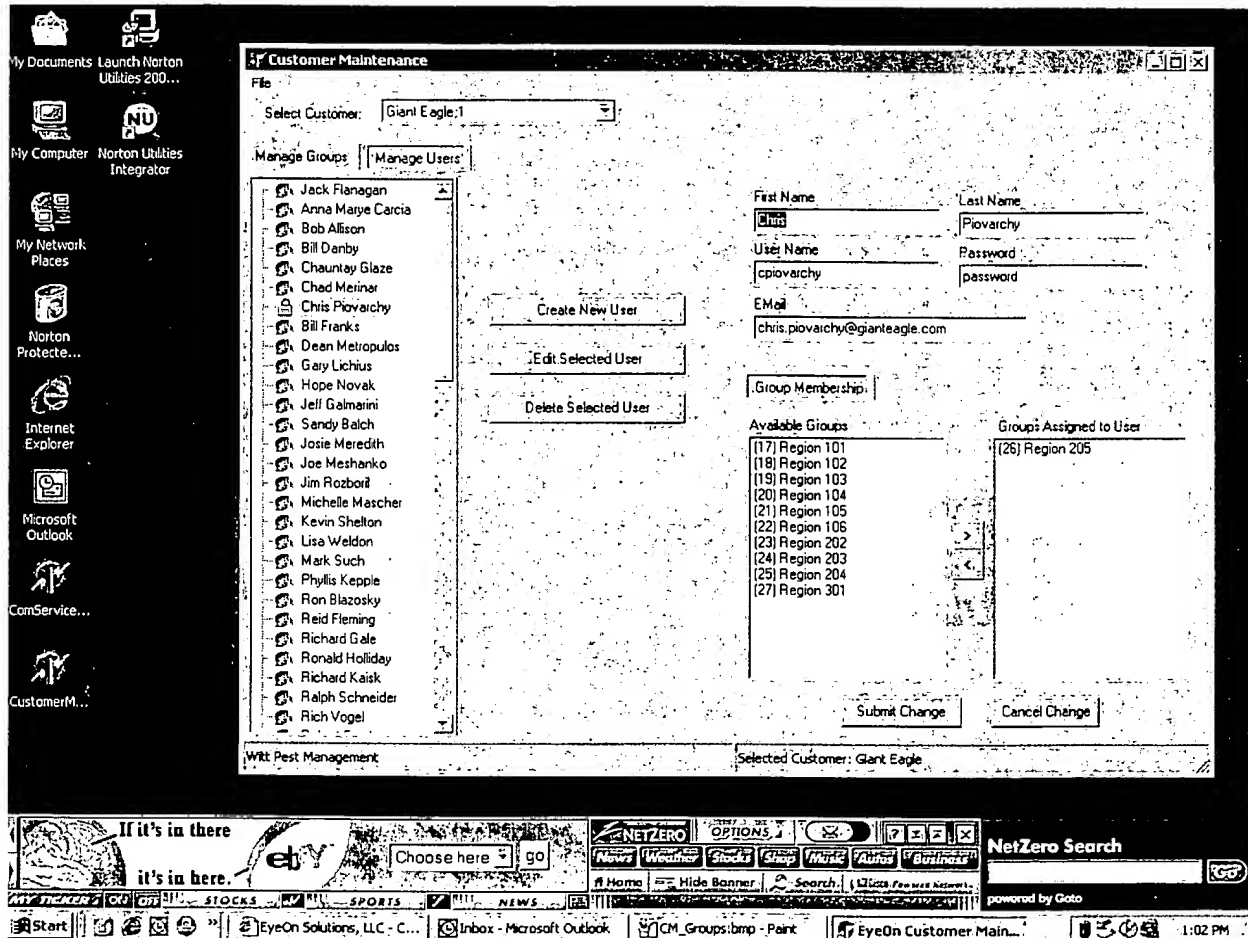 My Documents
Launch Norton
Utilities 200...
My Computer
Norton Utilities
Integrator
My Network
Places
Norton
Protecte...
Internet
Explorer
Microsoft
Outlook
ComService...
CustomerM...
Customer Maintenance
File
Select Customer: Giant Eagle;1
Manage Groups Manage Users
Jack Flanagan
Anna Marye Carcia
Bob Allison
Bill Danby
Chauntay Glaze
Chad Merinar
Chris Piovarchy
Bill Franks
Dean Metropulos
Gary Lichius
Hope Novak
Jeff Galmarini
Sandy Balch
Josie Meredith
Joe Meshanko
Jim Rozboril
Michelle Mascher
Kevin Shelton
Lisa Weldon
Mark Such
Phyllis Kepple
Ron Blazosky
Reid Fleming
Richard Gale
Ronald Holliday
Richard Kaisk
Ralph Schneider
Rich Vogel
Create New User
Edit Selected User
Delete Selected User
First Name Last Name
Chris Piovarchy
User Name Password
cpiovarchy password
EMail
chris.piovarchy@gianteagle.com
Group Membership
Available Groups Groups Assigned to User
(17) Region 101 (26) Region 205
(18) Region 102
(19) Region 103
(20) Region 104
(21) Region 105
(22) Region 106
(23) Region 202
(24) Region 203
(25) Region 204
(27) Region 301
>
<
Submit Change Cancel Change
Witt Pest Management Selected Customer: Giant Eagle
If it's in there
it's in here.
ebY
Choose here go
NETZERO OPTIONS
News Weather Stocks Shop Music Autos Business
Home Hide Banner Search
NetZero Search
Go
powered by Goto
MY TICKER: ON OFF STOCKS SPORTS NEWS
Start » EyeOn Solutions, LLC - C... Inbox - Microsoft Outlook CM_Groups.bmp - Paint EyeOn Customer Main... 1:02 PM